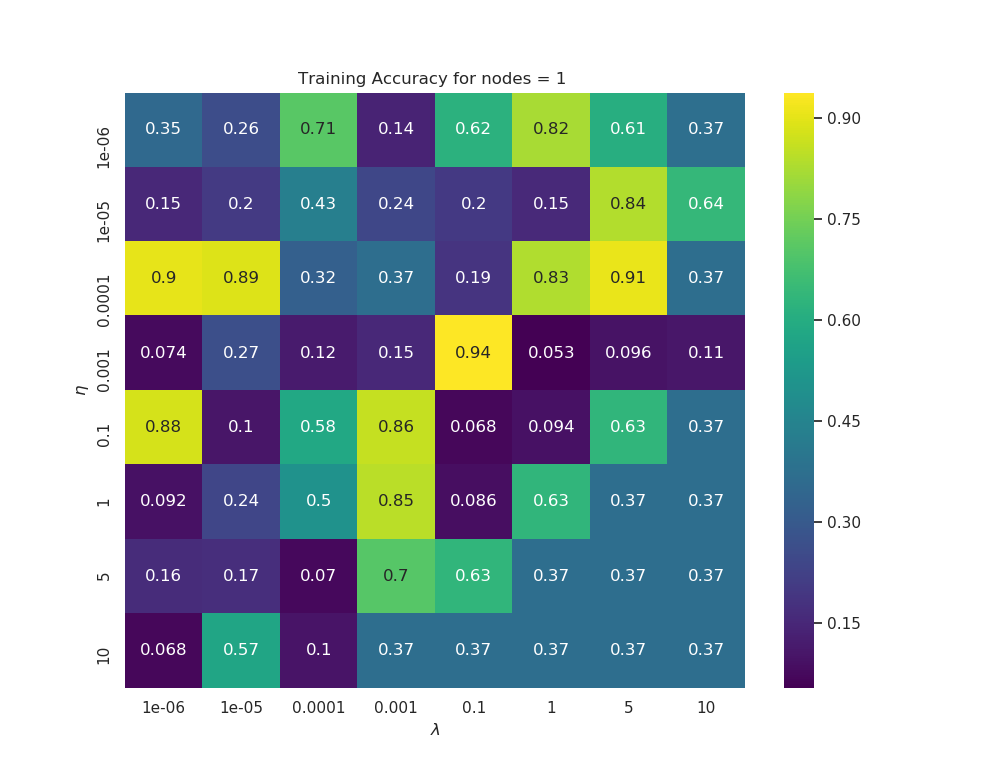 Training Accuracy for nodes = 1
1e-06 0.35 0.26 0.71 0.14 0.62 0.82 0.61 0.37
1e-05 0.15 0.2 0.43 0.24 0.2 0.15 0.84 0.64
0.0001 0.9 0.89 0.32 0.37 0.19 0.83 0.91 0.37
0.001 0.074 0.27 0.12 0.15 0.94 0.053 0.096 0.11
0.1 0.88 0.1 0.58 0.86 0.068 0.094 0.63 0.37
1 0.092 0.24 0.5 0.85 0.086 0.63 0.37 0.37
5 0.16 0.17 0.07 0.7 0.63 0.37 0.37 0.37
10 0.068 0.57 0.1 0.37 0.37 0.37 0.37 0.37
η
1e-06 1e-05 0.0001 0.001 0.1 1 5 10
λ
0.90
0.75
0.60
0.45
0.30
0.15